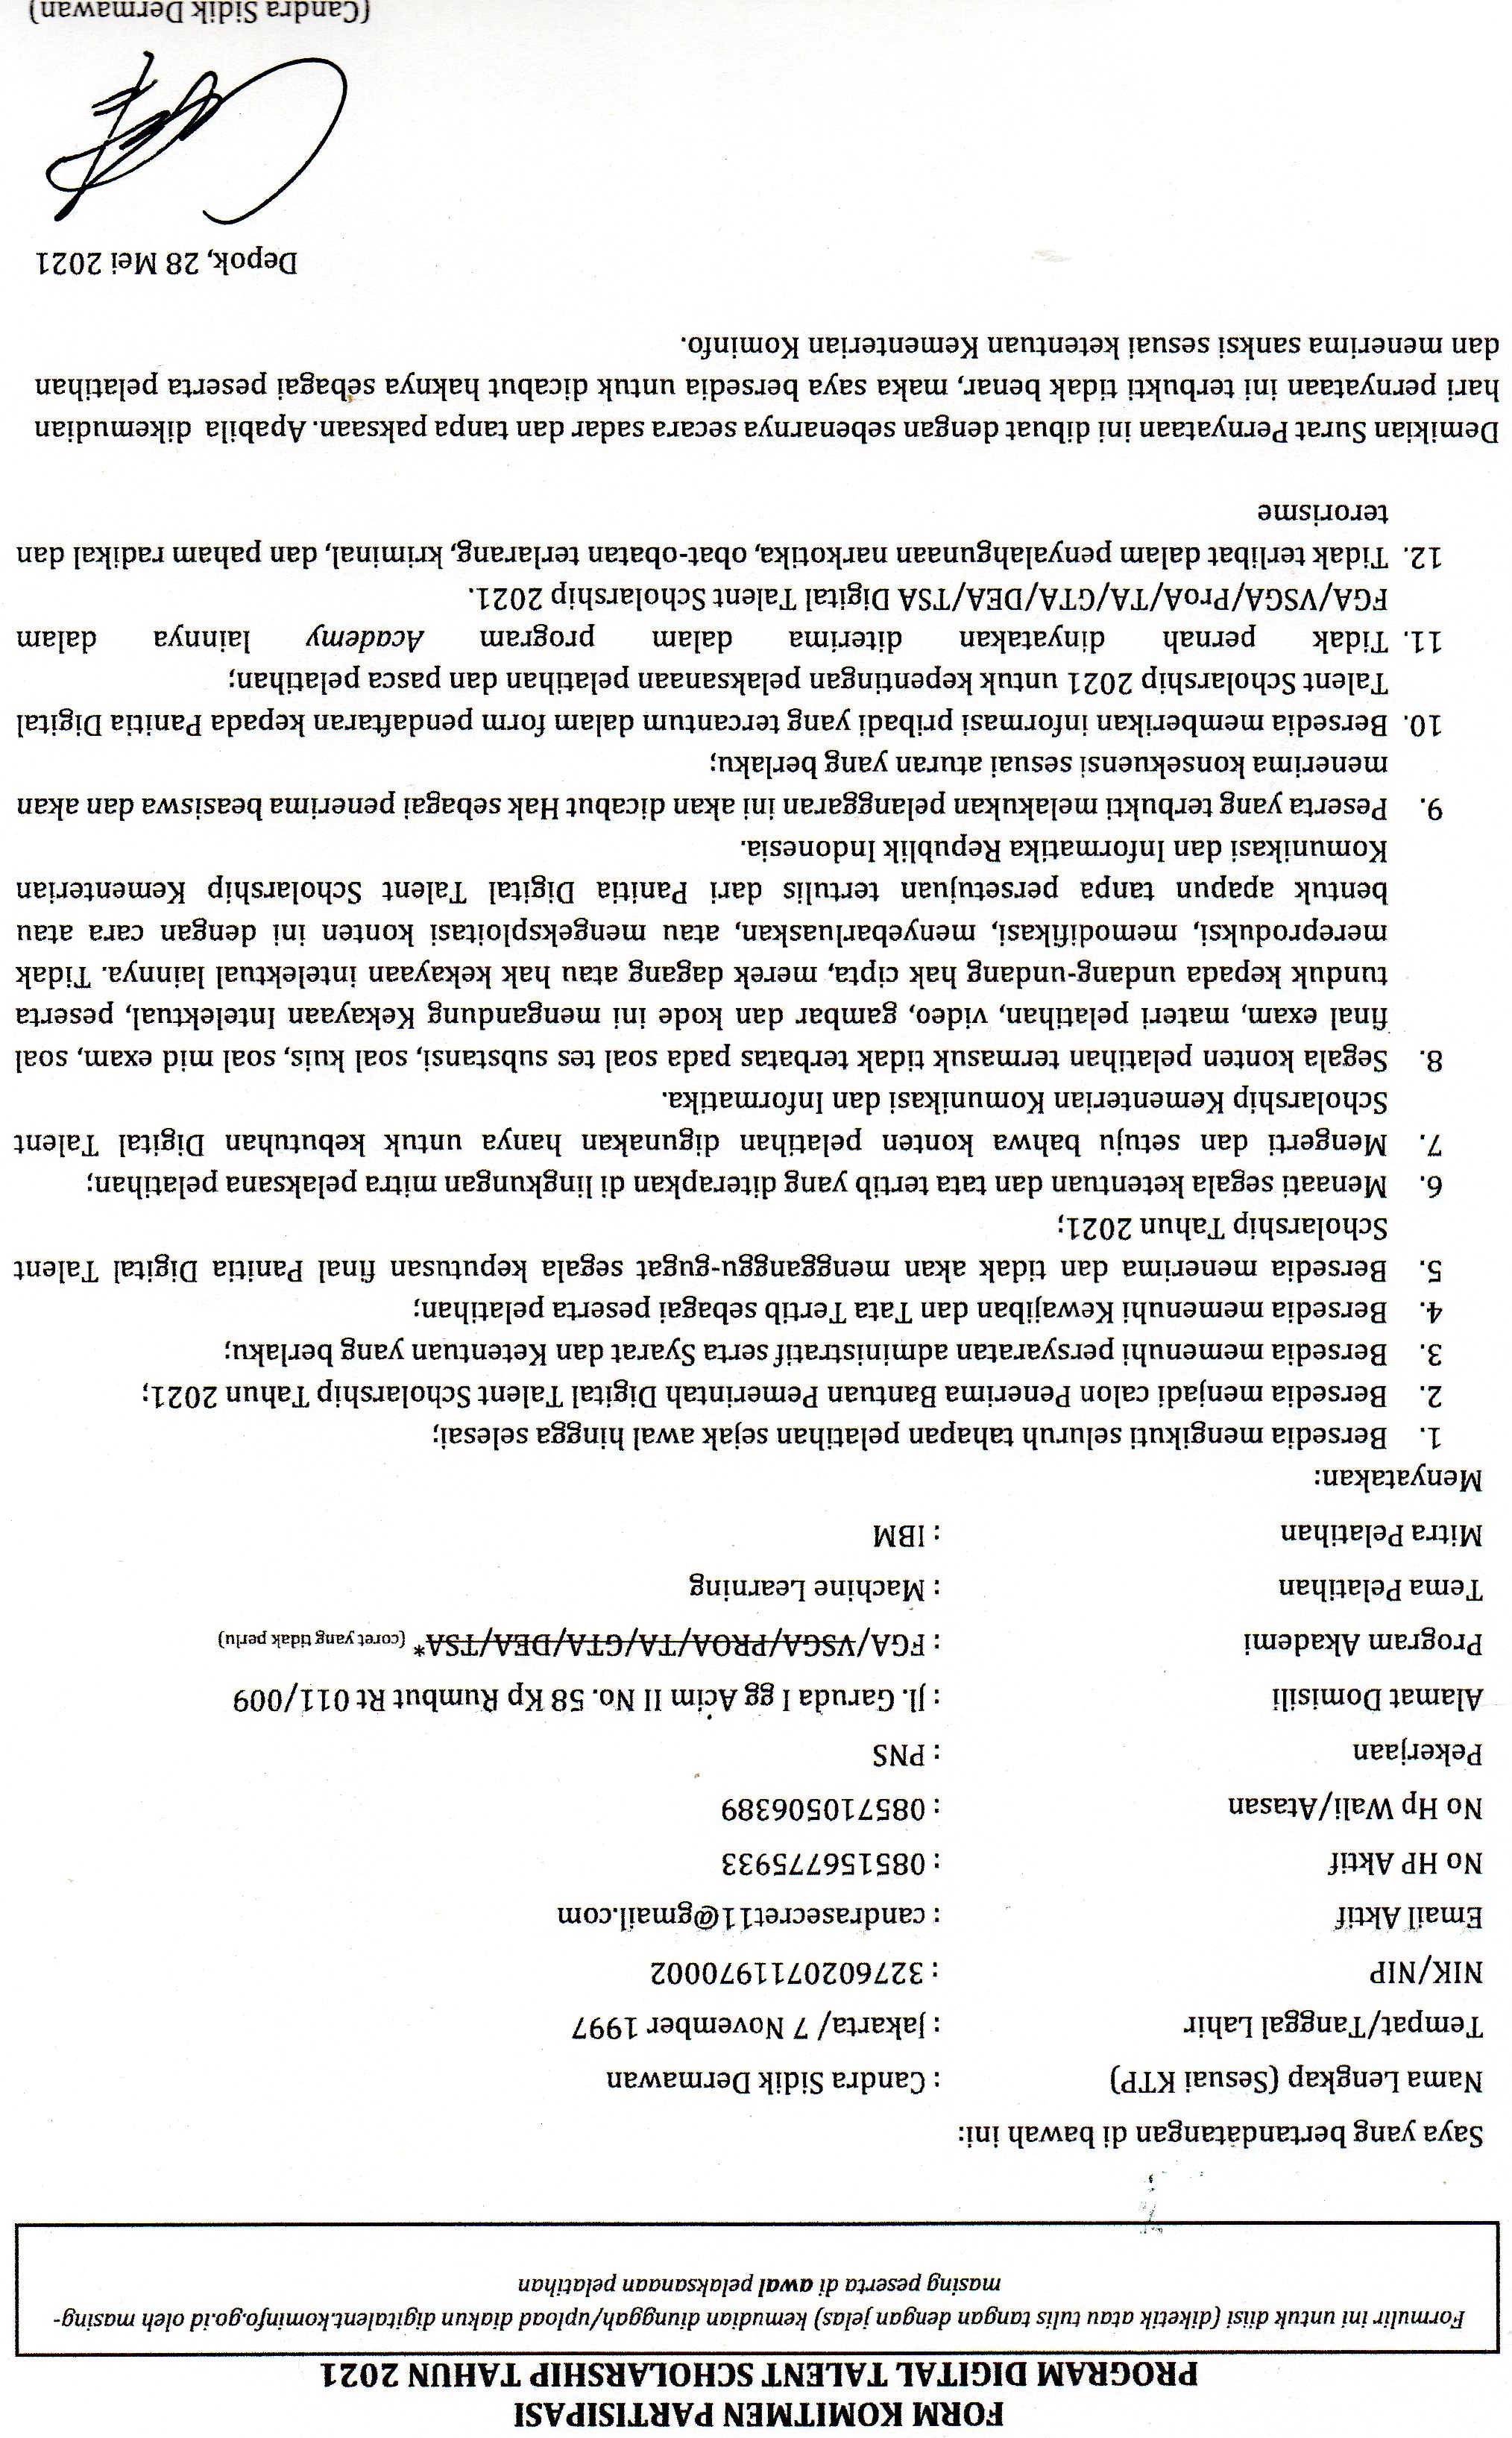 FORM KOMITMEN PARTISIPASI
PROGRAM DIGITAL TALENT SCHOLARSHIP TAHUN 2021
Formulir ini untuk diisi (diketik atau tulis tangan dengan jelas) kemudian diunggah/upload diakun digitalent.kominfo.go.id oleh masing-
masing peserta di awal pelaksanaan pelatihan
Saya yang bertandatangan di bawah ini:
Nama Lengkap (Sesuai KTP) : Candra Sidik Dermawan
Tempat/Tanggal Lahir : Jakarta/ 7 November 1997
NIK/NIP : 3276020711970002
Email Aktif : candrasecret11@gmail.com
No HP Aktif : 085156775933
No Hp Wali/Atasan : 085710506389
Pekerjaan : PNS
Alamat Domisili : Jl. Garuda I gg Acim II No. 58 Kp Rumbut Rt 011/009
Program Akademi : FGA/VSGA/PROA/TA/GTA/DEA/TSA* (coret yang tidak perlu)
Tema Pelatihan : Machine Learning
Mitra Pelatihan : IBM
Menyatakan:
1. Bersedia mengikuti seluruh tahapan pelatihan sejak awal hingga selesai;
2. Bersedia menjadi calon Penerima Bantuan Pemerintah Digital Talent Scholarship Tahun 2021;
3. Bersedia memenuhi persyaratan administratif serta Syarat dan Ketentuan yang berlaku;
4. Bersedia memenuhi Kewajiban dan Tata Tertib sebagai peserta pelatihan;
5. Bersedia menerima dan tidak akan mengganggu-gugat segala keputusan final Panitia Digital Talent
Scholarship Tahun 2021;
6. Menaati segala ketentuan dan tata tertib yang diterapkan di lingkungan mitra pelaksana pelatihan;
7. Mengerti dan setuju bahwa konten pelatihan digunakan hanya untuk kebutuhan Digital Talent
Scholarship Kementerian Komunikasi dan Informatika.
8. Segala konten pelatihan termasuk tidak terbatas pada soal tes substansi, soal kuis, soal mid exam, soal
final exam, materi pelatihan, video, gambar dan kode ini mengandung Kekayaan Intelektual, peserta
tunduk kepada undang-undang hak cipta, merek dagang atau hak kekayaan intelektual lainnya. Tidak
mereproduksi, memodifikasi, menyebarluaskan, atau mengeksploitasi konten ini dengan cara atau
bentuk apapun tanpa persetujuan tertulis dari Panitia Digital Talent Scholarship Kementerian
Komunikasi dan Informatika Republik Indonesia.
9. Peserta yang terbukti melakukan pelanggaran ini akan dicabut Hak sebagai penerima beasiswa dan akan
menerima konsekuensi sesuai aturan yang berlaku;
10. Bersedia memberikan informasi pribadi yang tercantum dalam form pendaftaran kepada Panitia Digital
Talent Scholarship 2021 untuk kepentingan pelaksanaan pelatihan dan pasca pelatihan;
11. Tidak pernah dinyatakan diterima dalam program Academy lainnya dalam
FGA/VSGA/ProA/TA/GTA/DEA/TSA Digital Talent Scholarship 2021.
12. Tidak terlibat dalam penyalahgunaan narkotika, obat-obatan terlarang, kriminal, dan paham radikal dan
terorisme
Demikian Surat Pernyataan ini dibuat dengan sebenarnya secara sadar dan tanpa paksaan. Apabila dikemudian
hari pernyataan ini terbukti tidak benar, maka saya bersedia untuk dicabut haknya sebagai peserta pelatihan
dan menerima sanksi sesuai ketentuan Kementerian Kominfo.
Depok, 28 Mei 2021
(Candra Sidik Dermawan)